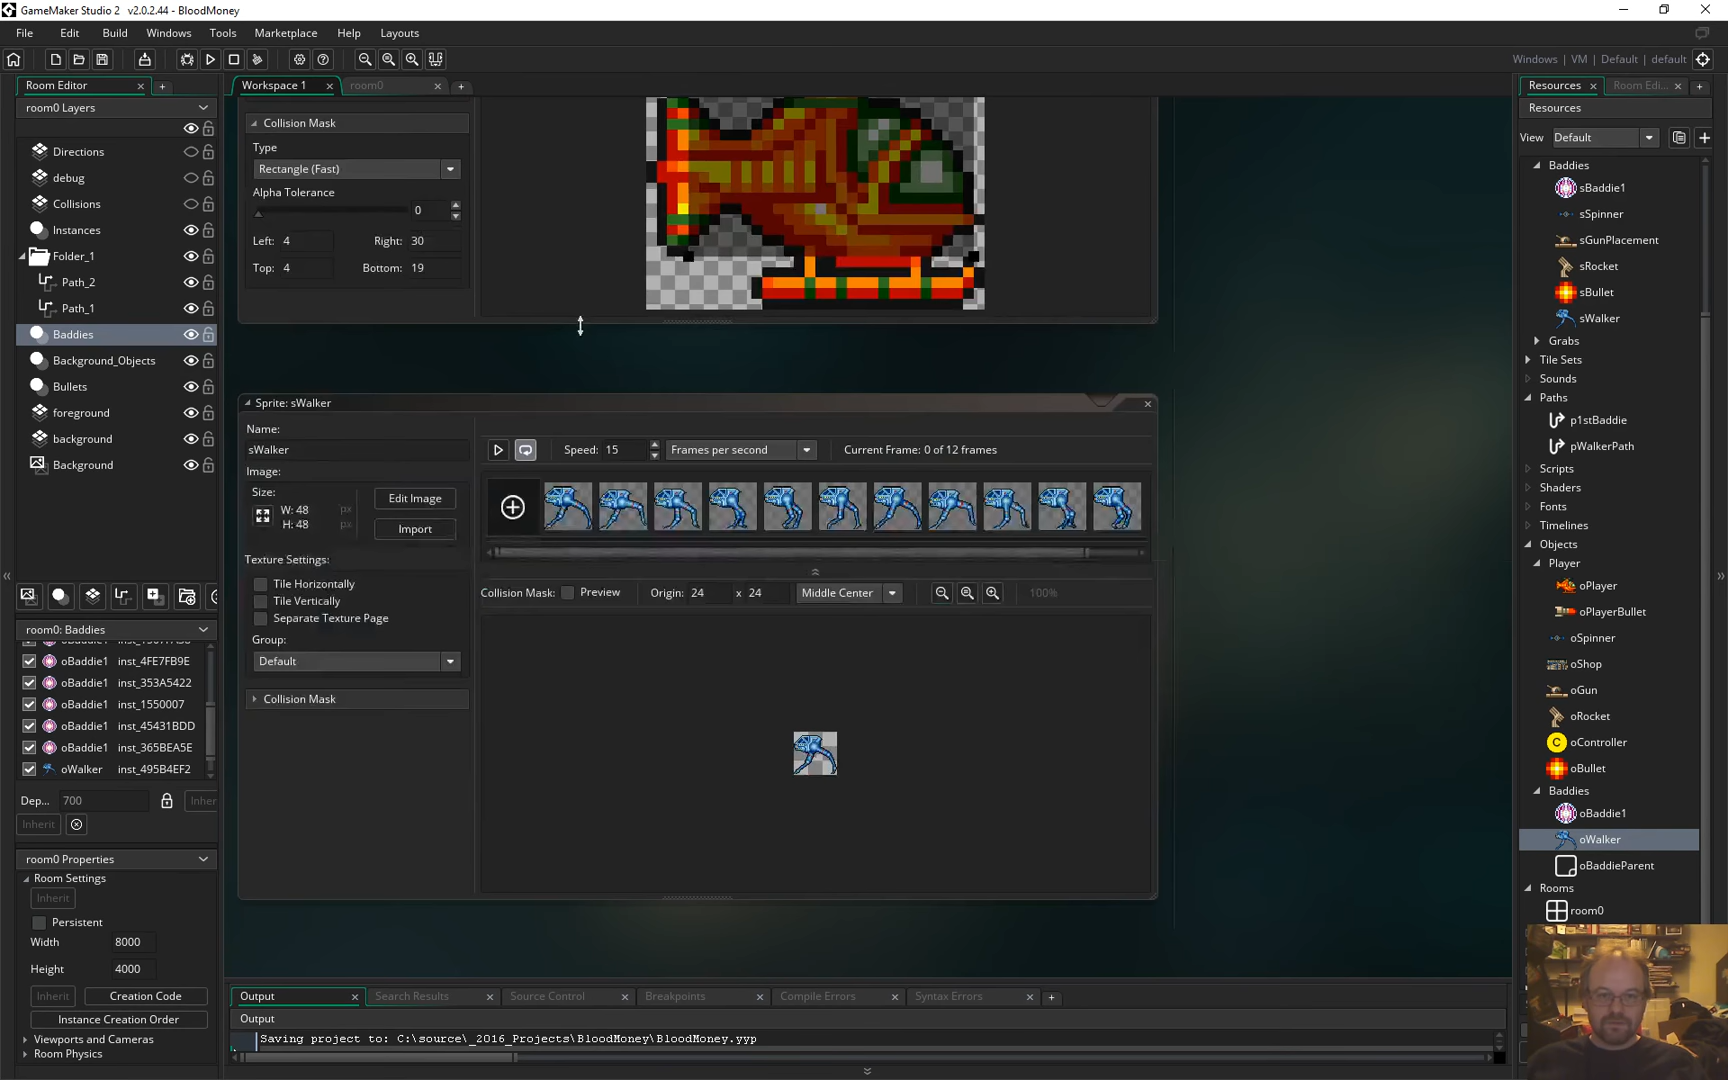 GameMaker Studio 2 v2.0.2.44 - BloodMoney
File Edit Build Windows Tools Marketplace Help Layouts
Windows | VM | Default | default
Room Editor
room0 Layers
Directions
debug
Collisions
Instances
Folder_1
Path_2
Path_1
Baddies
Background_Objects
Bullets
foreground
background
Background
room0: Baddies
oBaddie1 inst_4FE7FB9E
oBaddie1 inst_353A5422
oBaddie1 inst_1550007
oBaddie1 inst_45431BDD
oBaddie1 inst_365BEA5E
oWalker inst_495B4EF2
Dep... 700 Inher
Inherit
room0 Properties
Room Settings
Inherit
Persistent
Width 8000
Height 4000
Inherit Creation Code
Instance Creation Order
Viewports and Cameras
Room Physics
Workspace 1
room0
Collision Mask
Type
Rectangle (Fast)
Alpha Tolerance
0
Left: 4 Right: 30
Top: 4 Bottom: 19
Sprite: sWalker
Name:
sWalker
Image:
Size:
W: 48 px
H: 48 px
Edit Image
Import
Texture Settings:
Tile Horizontally
Tile Vertically
Separate Texture Page
Group:
Default
Collision Mask
Speed: 15 Frames per second Current Frame: 0 of 12 frames
Collision Mask: Preview Origin: 24 x 24 Middle Center 100%
Output Search Results Source Control Breakpoints Compile Errors Syntax Errors
Output
Saving project to: C:\source\_2016_Projects\BloodMoney\BloodMoney.yyp
Resources Room Edi...
Resources
View Default
Baddies
sBaddie1
sSpinner
sGunPlacement
sRocket
sBullet
sWalker
Grabs
Tile Sets
Sounds
Paths
p1stBaddie
pWalkerPath
Scripts
Shaders
Fonts
Timelines
Objects
Player
oPlayer
oPlayerBullet
oSpinner
oShop
oGun
oRocket
oController
oBullet
Baddies
oBaddie1
oWalker
oBaddieParent
Rooms
room0